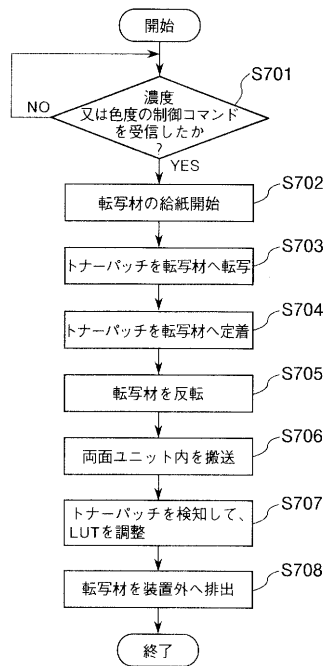 開始
S701
濃度
又は色度の制御コマンド
を受信したか
?
NO
YES
S702
転写材の給紙開始
S703
トナーパッチを転写材へ転写
S704
トナーパッチを転写材へ定着
S705
転写材を反転
S706
両面ユニット内を搬送
S707
トナーパッチを検知して、
LUTを調整
S708
転写材を装置外へ排出
終了